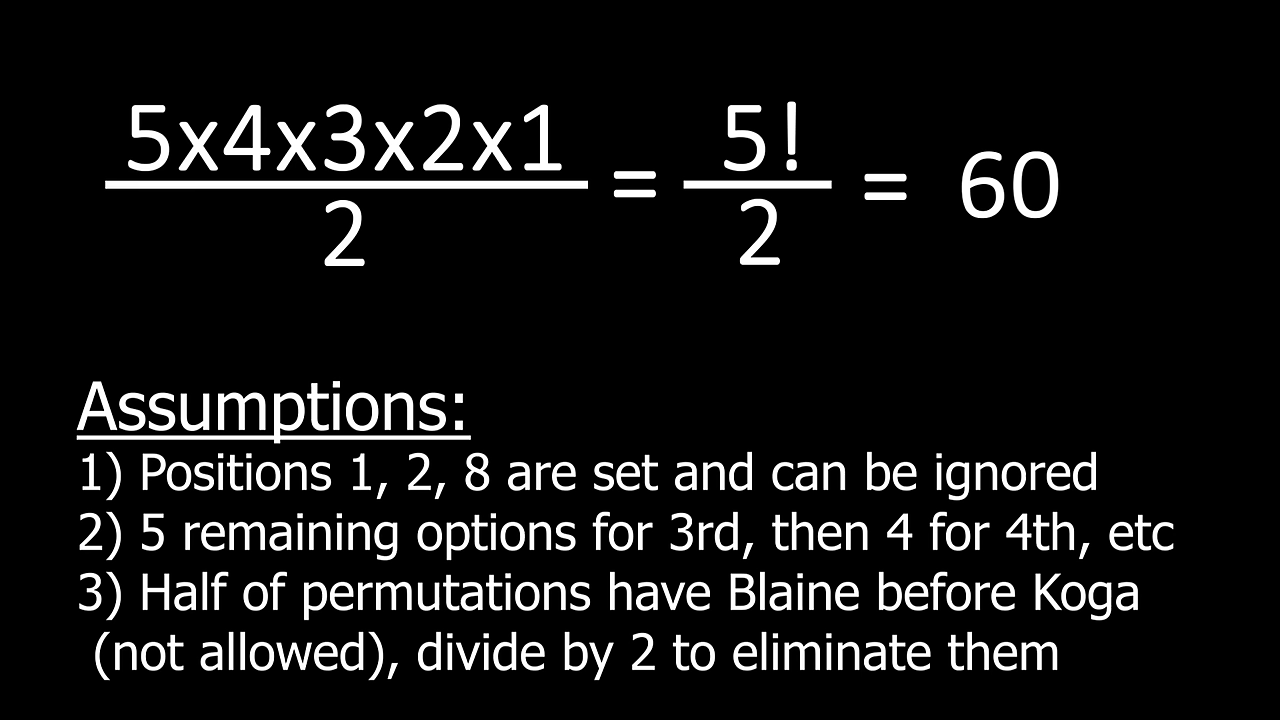 5x4x3x2x1 / 2 = 5! / 2 = 60
Assumptions:
1) Positions 1, 2, 8 are set and can be ignored
2) 5 remaining options for 3rd, then 4 for 4th, etc
3) Half of permutations have Blaine before Koga
(not allowed), divide by 2 to eliminate them